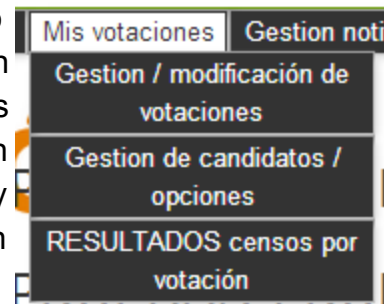 Mis votaciones Gestion noti
Gestion / modificación de
votaciones
Gestion de candidatos /
opciones
RESULTADOS censos por
votación